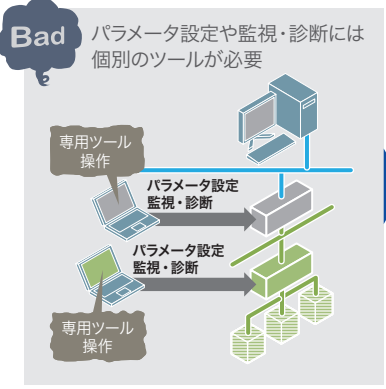 Bad
パラメータ設定や監視・診断には
個別のツールが必要
専用ツール
操作
パラメータ設定
監視・診断
パラメータ設定
監視・診断
専用ツール
操作